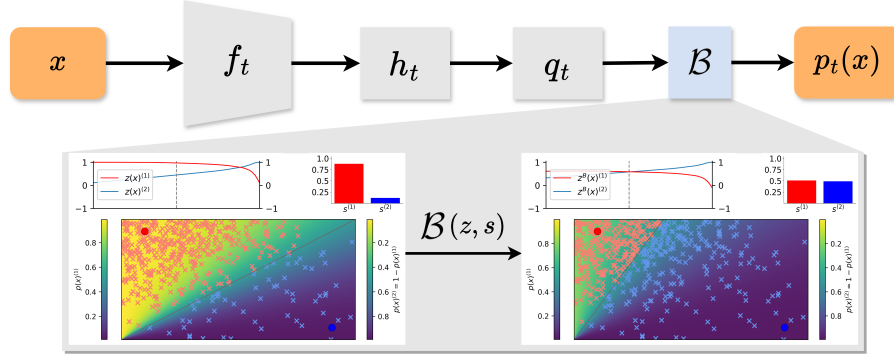 x
f_t
h_t
q_t
ℬ
p_t(x)
1
0
−1
z(x)^(1)
z(x)^(2)
1
0
−1
1.0
0.75
0.50
0.25
s^(1) s^(2)
p(x)^(1)
0.8
0.6
0.4
0.2
0.2
0.4
0.6
0.8
p(x)^(2) = 1 − p(x)^(1)
ℬ(z, s)
1
0
−1
z^B(x)^(1)
z^B(x)^(2)
1
0
−1
1.0
0.75
0.50
0.25
s^(1) s^(2)
p(x)^(1)
0.8
0.6
0.4
0.2
0.2
0.4
0.6
0.8
p(x)^(2) = 1 − p(x)^(1)